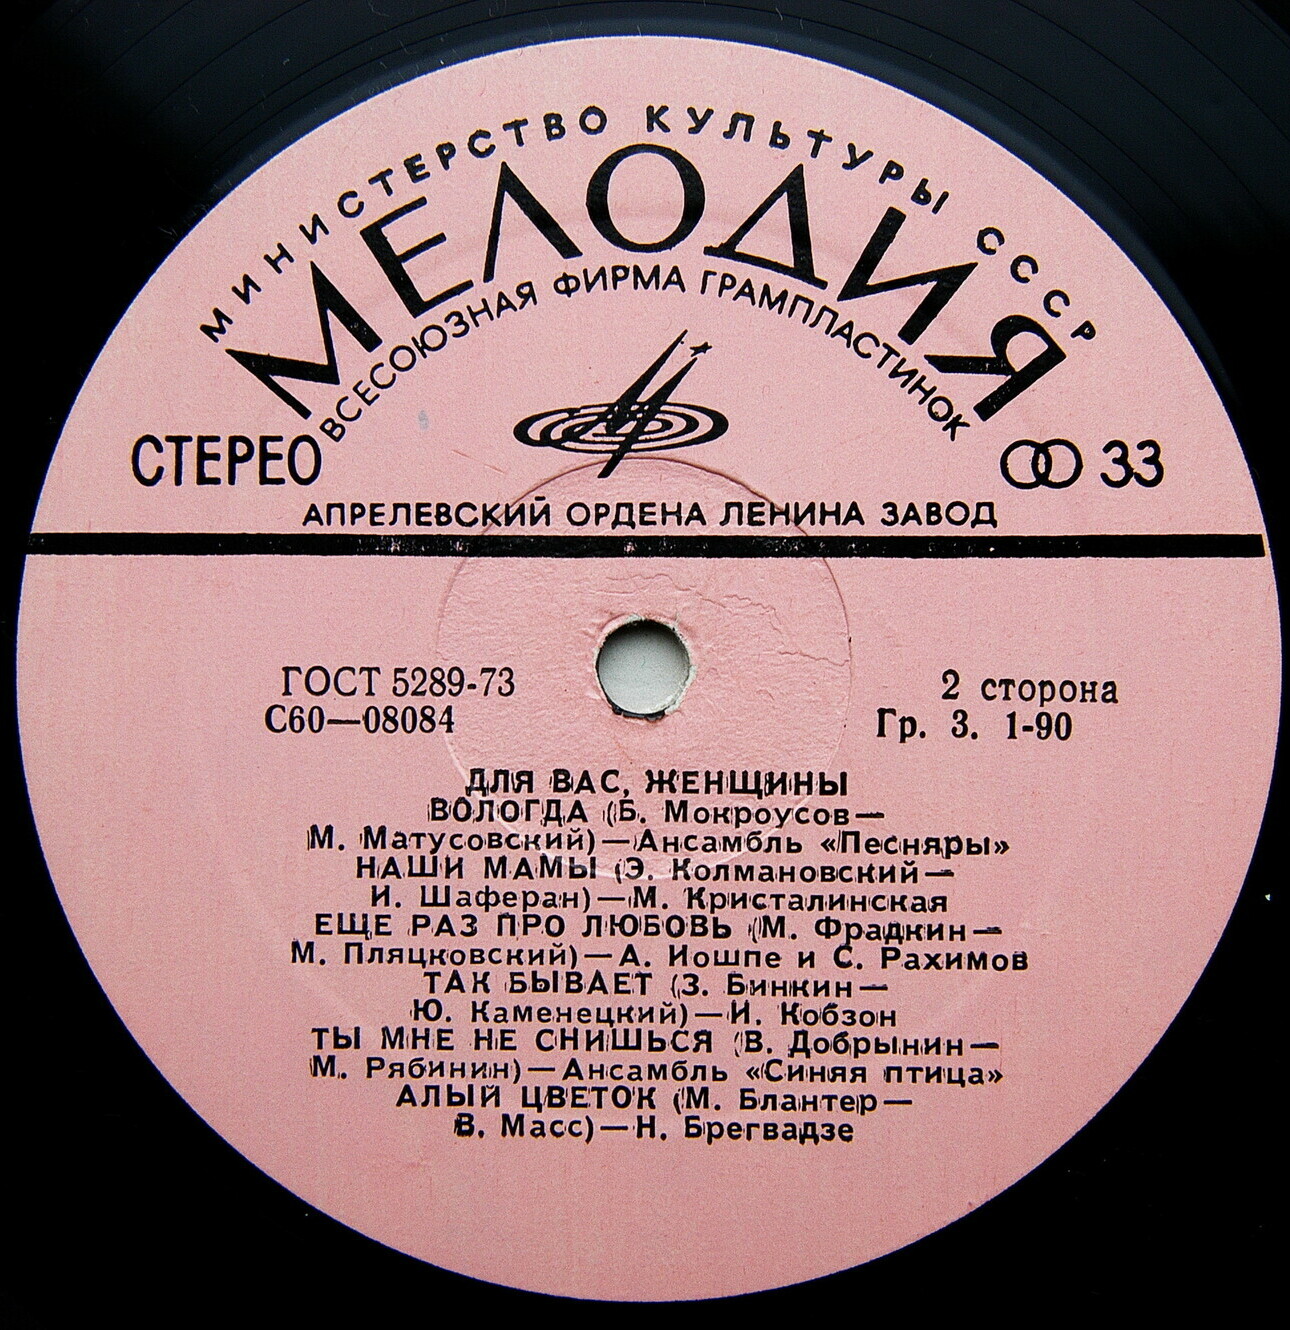 МИНИСТЕРСТВО КУЛЬТУРЫ СССР
МЕЛОДИЯ
ВСЕСОЮЗНАЯ ФИРМА ГРАМПЛАСТИНОК
СТЕРЕО 33
АПРЕЛЕВСКИЙ ОРДЕНА ЛЕНИНА ЗАВОД
ГОСТ 5289-73 2 сторона
С60—08084 Гр. 3. 1-90
ДЛЯ ВАС, ЖЕНЩИНЫ
ВОЛОГДА (Б. Мокроусов—
М. Матусовский)—Ансамбль «Песняры»
НАШИ МАМЫ (Э. Колмановский—
И. Шаферан)—М. Кристалинская
ЕЩЕ РАЗ ПРО ЛЮБОВЬ (М. Фрадкин—
М. Пляцковский)—А. Иошпе и С. Рахимов
ТАК БЫВАЕТ (З. Бинкин—
Ю. Каменецкий)—И. Кобзон
ТЫ МНЕ НЕ СНИШЬСЯ (В. Добрынин—
М. Рябинин)—Ансамбль «Синяя птица»
АЛЫЙ ЦВЕТОК (М. Блантер—
В. Масс)—Н. Брегвадзе